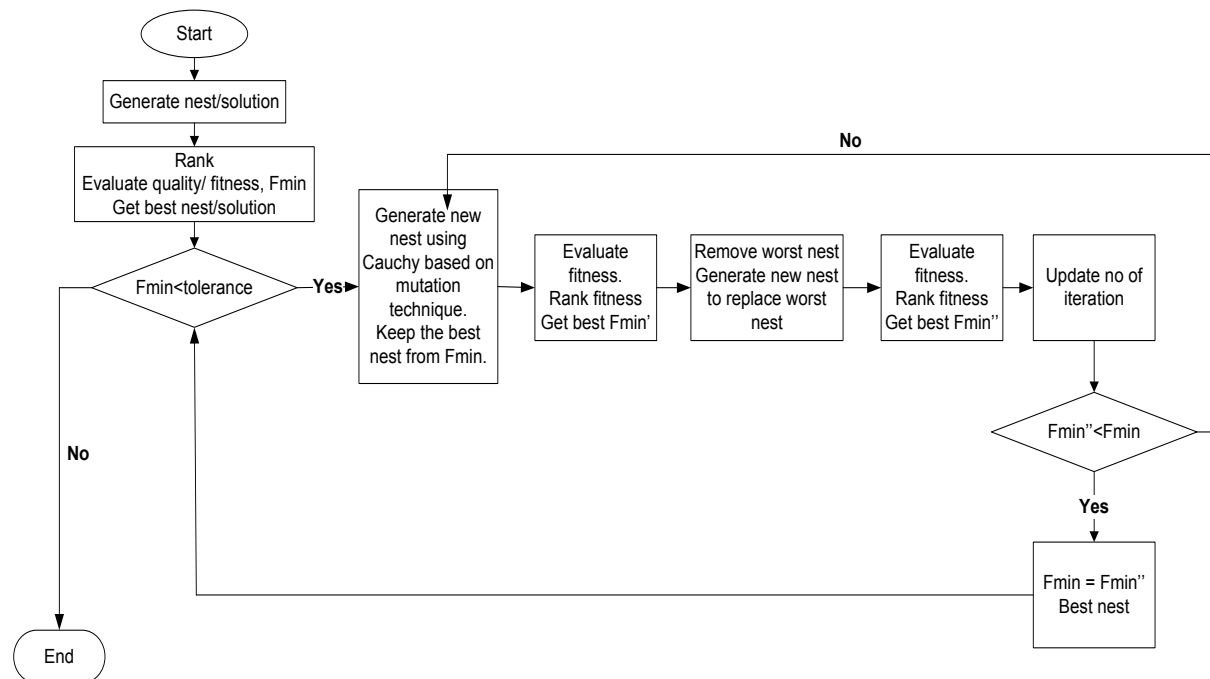 Start
Generate nest/solution
Rank
Evaluate quality/ fitness, Fmin
Get best nest/solution
Fmin<tolerance
Yes
No
End
Generate new
nest using
Cauchy based on
mutation
technique.
Keep the best
nest from Fmin.
Evaluate
fitness.
Rank fitness
Get best Fmin’
Remove worst nest
Generate new nest
to replace worst
nest
Evaluate
fitness.
Rank fitness
Get best Fmin’’
Update no of
iteration
Fmin’’<Fmin
No
Yes
Fmin = Fmin’’
Best nest